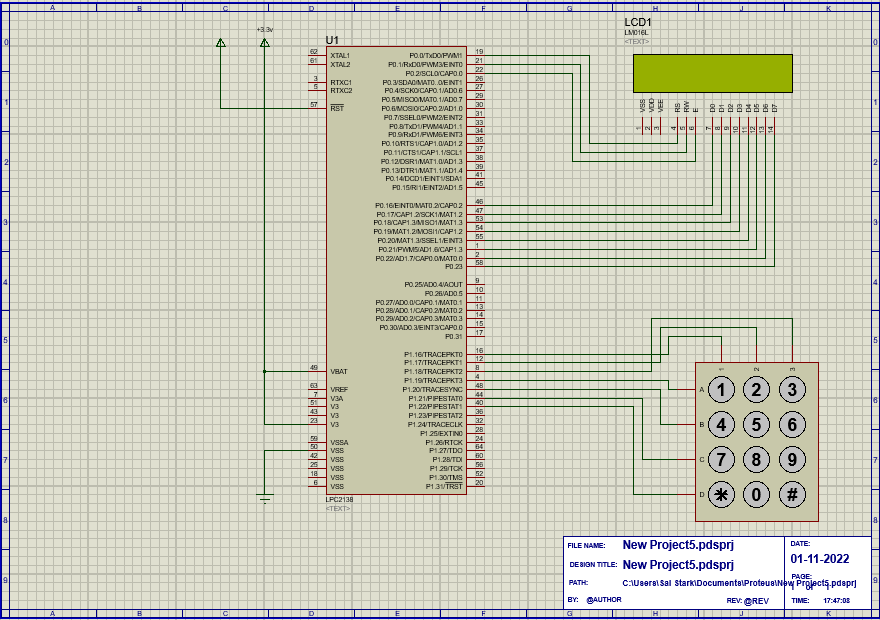 A B C D E F G H J K
0
1
2
3
4
5
6
7
8
9
+3.3v
U1
62 XTAL1
61 XTAL2
3 RTXC1
5 RTXC2
57 RST
49 VBAT
63 VREF
7 V3A
51 V3
43 V3
23 V3
59 VSSA
50 VSS
42 VSS
25 VSS
18 VSS
6 VSS
P0.0/TxD0/PWM1 19
P0.1/RxD0/PWM3/EINT0 21
P0.2/SCL0/CAP0.0 22
P0.3/SDA0/MAT0..0/EINT1 26
P0.4/SCK0/CAP0.1/AD0.6 27
P0.5/MISO0/MAT0.1/AD0.7 29
P0.6/MOSI0/CAP0.2/AD1.0 30
P0.7/SSEL0/PWM2/EINT2 31
P0.8/TxD1/PWM4/AD1.1 33
P0.9/RxD1/PWM6/EINT3 34
P0.10/RTS1/CAP1.0/AD1.2 35
P0.11/CTS1/CAP1.1/SCL1 37
P0.12/DSR1/MAT1.0/AD1.3 38
P0.13/DTR1/MAT1.1/AD1.4 39
P0.14/DCD1/EINT1/SDA1 41
P0.15/RI1/EINT2/AD1.5 45
P0.16/EINT0/MAT0.2/CAP0.2 46
P0.17/CAP1.2/SCK1/MAT1.2 47
P0.18/CAP1.3/MISO1/MAT1.3 53
P0.19/MAT1.2/MOSI1/CAP1.2 54
P0.20/MAT1.3/SSEL1/EINT3 55
P0.21/PWM5/AD1.6/CAP1.3 1
P0.22/AD1.7/CAP0.0/MAT0.0 2
P0.23 58
P0.25/AD0.4/AOUT 9
P0.26/AD0.5 10
P0.27/AD0.0/CAP0.1/MAT0.1 11
P0.28/AD0.1/CAP0.2/MAT0.2 13
P0.29/AD0.2/CAP0.3/MAT0.3 14
P0.30/AD0.3/EINT3/CAP0.0 15
P0.31 17
P1.16/TRACEPKT0 16
P1.17/TRACEPKT1 12
P1.18/TRACEPKT2 8
P1.19/TRACEPKT3 4
P1.20/TRACESYNC 48
P1.21/PIPESTAT0 44
P1.22/PIPESTAT1 40
P1.23/PIPESTAT2 36
P1.24/TRACECLK 32
P1.25/EXTIN0 28
P1.26/RTCK 24
P1.27/TDO 64
P1.28/TDI 60
P1.29/TCK 56
P1.30/TMS 52
P1.31/TRST 20
LPC2138
<TEXT>
LCD1
LM016L
<TEXT>
VSS VDD VEE RS RW E D0 D1 D2 D3 D4 D5 D6 D7
1 2 3 4 5 6 7 8 9 10 11 12 13 14
1 2 3
A 1 2 3
B 4 5 6
C 7 8 9
D * 0 #
FILE NAME: New Project5.pdsprj
DESIGN TITLE: New Project5.pdsprj
PATH: C:\Users\Sai Stark\Documents\Proteus\New Project5.pdsprj
BY: @AUTHOR
REV: @REV
DATE:
01-11-2022
PAGE:
TIME: 17:47:08
0
1
2
3
4
5
6
7
8
9
A B C D E F G H J K